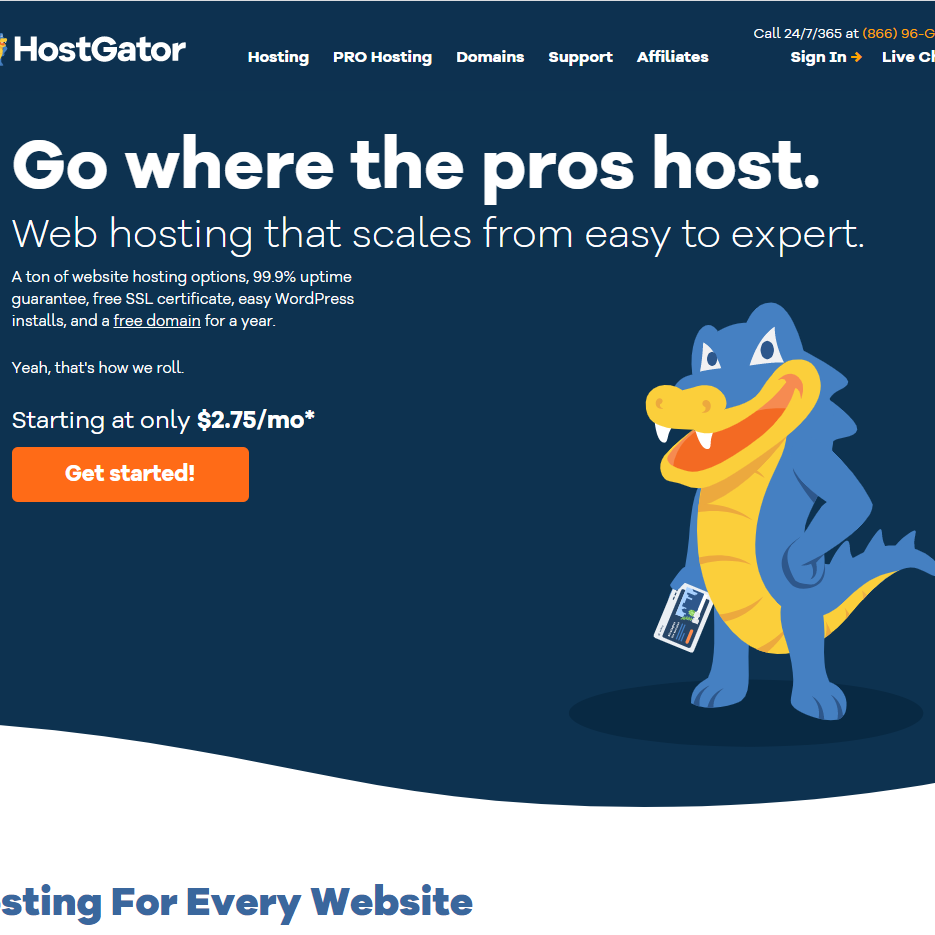 HostGator
Call 24/7/365 at (866) 96-G
Hosting PRO Hosting Domains Support Affiliates Sign In → Live Ch
Go where the pros host.
Web hosting that scales from easy to expert.
A ton of website hosting options, 99.9% uptime
guarantee, free SSL certificate, easy WordPress
installs, and a free domain for a year.
Yeah, that's how we roll.
Starting at only $2.75/mo*
Get started!
sting For Every Website